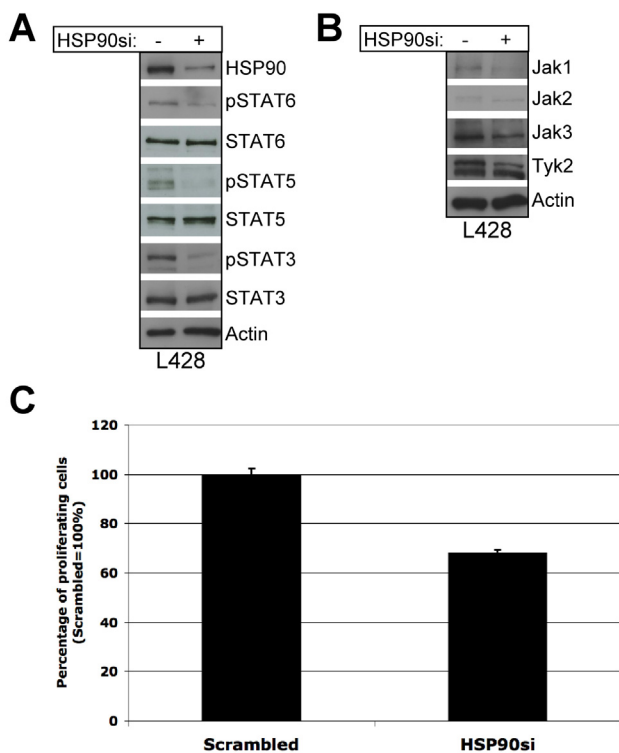 A
HSP90si: - +
HSP90
pSTAT6
STAT6
pSTAT5
STAT5
pSTAT3
STAT3
Actin
L428
B
HSP90si: - +
Jak1
Jak2
Jak3
Tyk2
Actin
L428
C
Percentage of proliferating cells
(Scrambled=100%)
120
100
80
60
40
20
0
Scrambled HSP90si